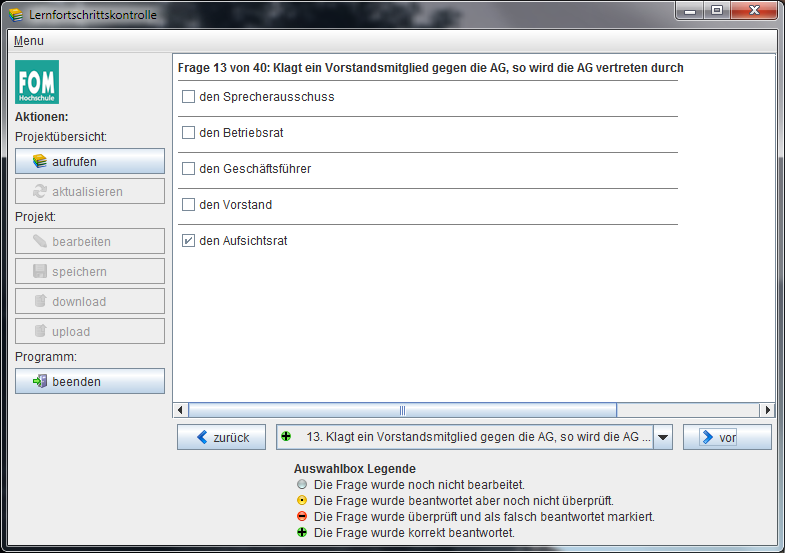 Lernfortschrittskontrolle
Menu
FOM
Hochschule
Aktionen:
Projektübersicht:
aufrufen
aktualisieren
Projekt:
bearbeiten
speichern
download
upload
Programm:
beenden
Frage 13 von 40: Klagt ein Vorstandsmitglied gegen die AG, so wird die AG vertreten durch
den Sprecherausschuss
den Betriebsrat
den Geschäftsführer
den Vorstand
den Aufsichtsrat
zurück
13. Klagt ein Vorstandsmitglied gegen die AG, so wird die AG ...
vor
Auswahlbox Legende
Die Frage wurde noch nicht bearbeitet.
Die Frage wurde beantwortet aber noch nicht überprüft.
Die Frage wurde überprüft und als falsch beantwortet markiert.
Die Frage wurde korrekt beantwortet.